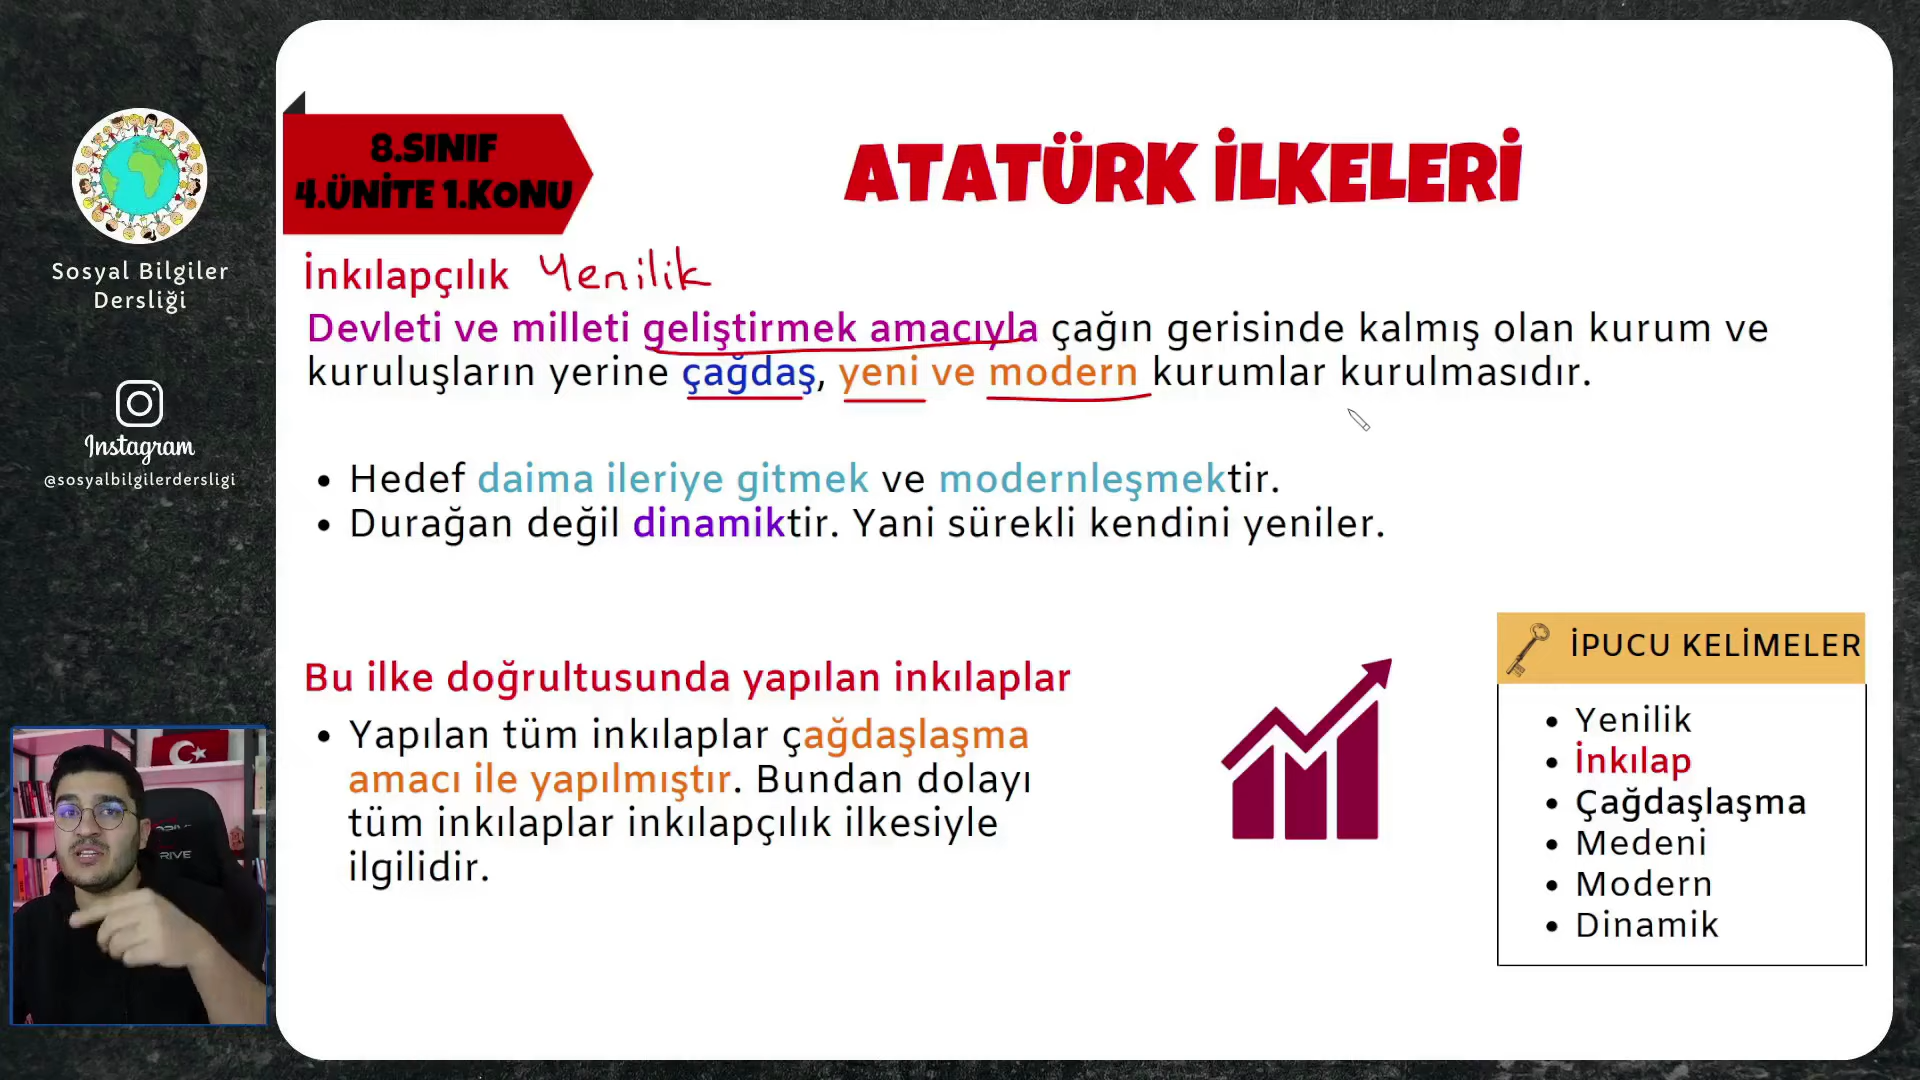 Sosyal Bilgiler
Dersliği
Instagram
@sosyalbilgilerdersligi
8.SINIF
4.ÜNİTE 1.KONU
ATATÜRK İLKELERİ
İnkılapçılık Yenilik
Devleti ve milleti geliştirmek amacıyla çağın gerisinde kalmış olan kurum ve
kuruluşların yerine çağdaş, yeni ve modern kurumlar kurulmasıdır.
• Hedef daima ileriye gitmek ve modernleşmektir.
• Durağan değil dinamiktir. Yani sürekli kendini yeniler.
Bu ilke doğrultusunda yapılan inkılaplar
• Yapılan tüm inkılaplar çağdaşlaşma
amacı ile yapılmıştır. Bundan dolayı
tüm inkılaplar inkılapçılık ilkesiyle
ilgilidir.
İPUCU KELİMELER
• Yenilik
• İnkılap
• Çağdaşlaşma
• Medeni
• Modern
• Dinamik